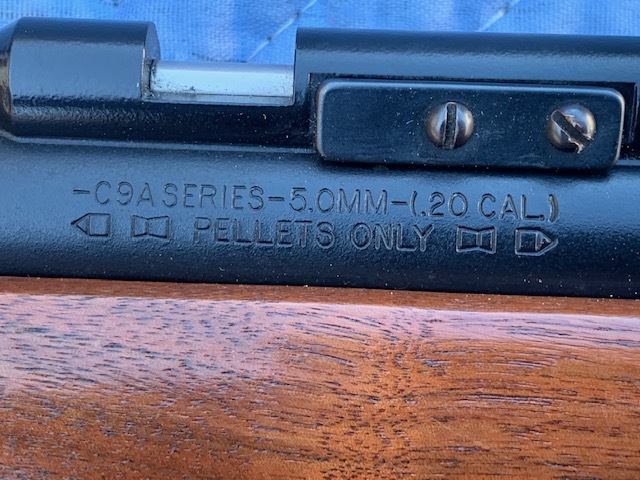 -C9A SERIES-5.0MM-(.20 CAL.)
PELLETS ONLY